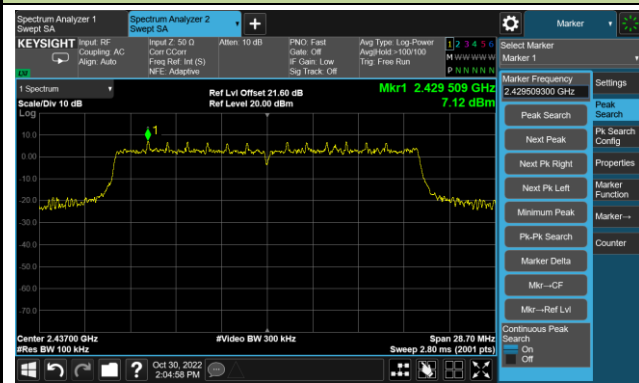 Spectrum Analyzer 1
Swept SA
Spectrum Analyzer 2
Swept SA
Marker
KEYSIGHT
Input: RF
Coupling: AC
Align: Auto
Input Z: 50 Ω
Corr CCorr
Freq Ref: Int (S)
NFE: Adaptive
Atten: 10 dB
PNO: Fast
Gate: Off
IF Gain: Low
Sig Track: Off
Avg Type: Log-Power
Avg|Hold:>100/100
Trig: Free Run
1 2 3 4 5 6
M W W W W W
P N N N N N
Select Marker
Marker 1
1 Spectrum
Scale/Div 10 dB
Log
Ref Lvl Offset 21.60 dB
Ref Level 20.00 dBm
Mkr1 2.429 509 GHz
7.12 dBm
10.0
0.00
-10.0
-20.0
-30.0
-40.0
-50.0
-60.0
-70.0
1
Center 2.43700 GHz
#Res BW 100 kHz
#Video BW 300 kHz
Span 28.70 MHz
Sweep 2.80 ms (2001 pts)
Marker Frequency
2.429509300 GHz
Peak Search
Next Peak
Next Pk Right
Next Pk Left
Minimum Peak
Pk-Pk Search
Marker Delta
Mkr→CF
Mkr→Ref Lvl
Continuous Peak
Search
On
Off
Settings
Peak
Search
Pk Search
Config
Properties
Marker
Function
Marker→
Counter
?
Oct 30, 2022
2:04:58 PM